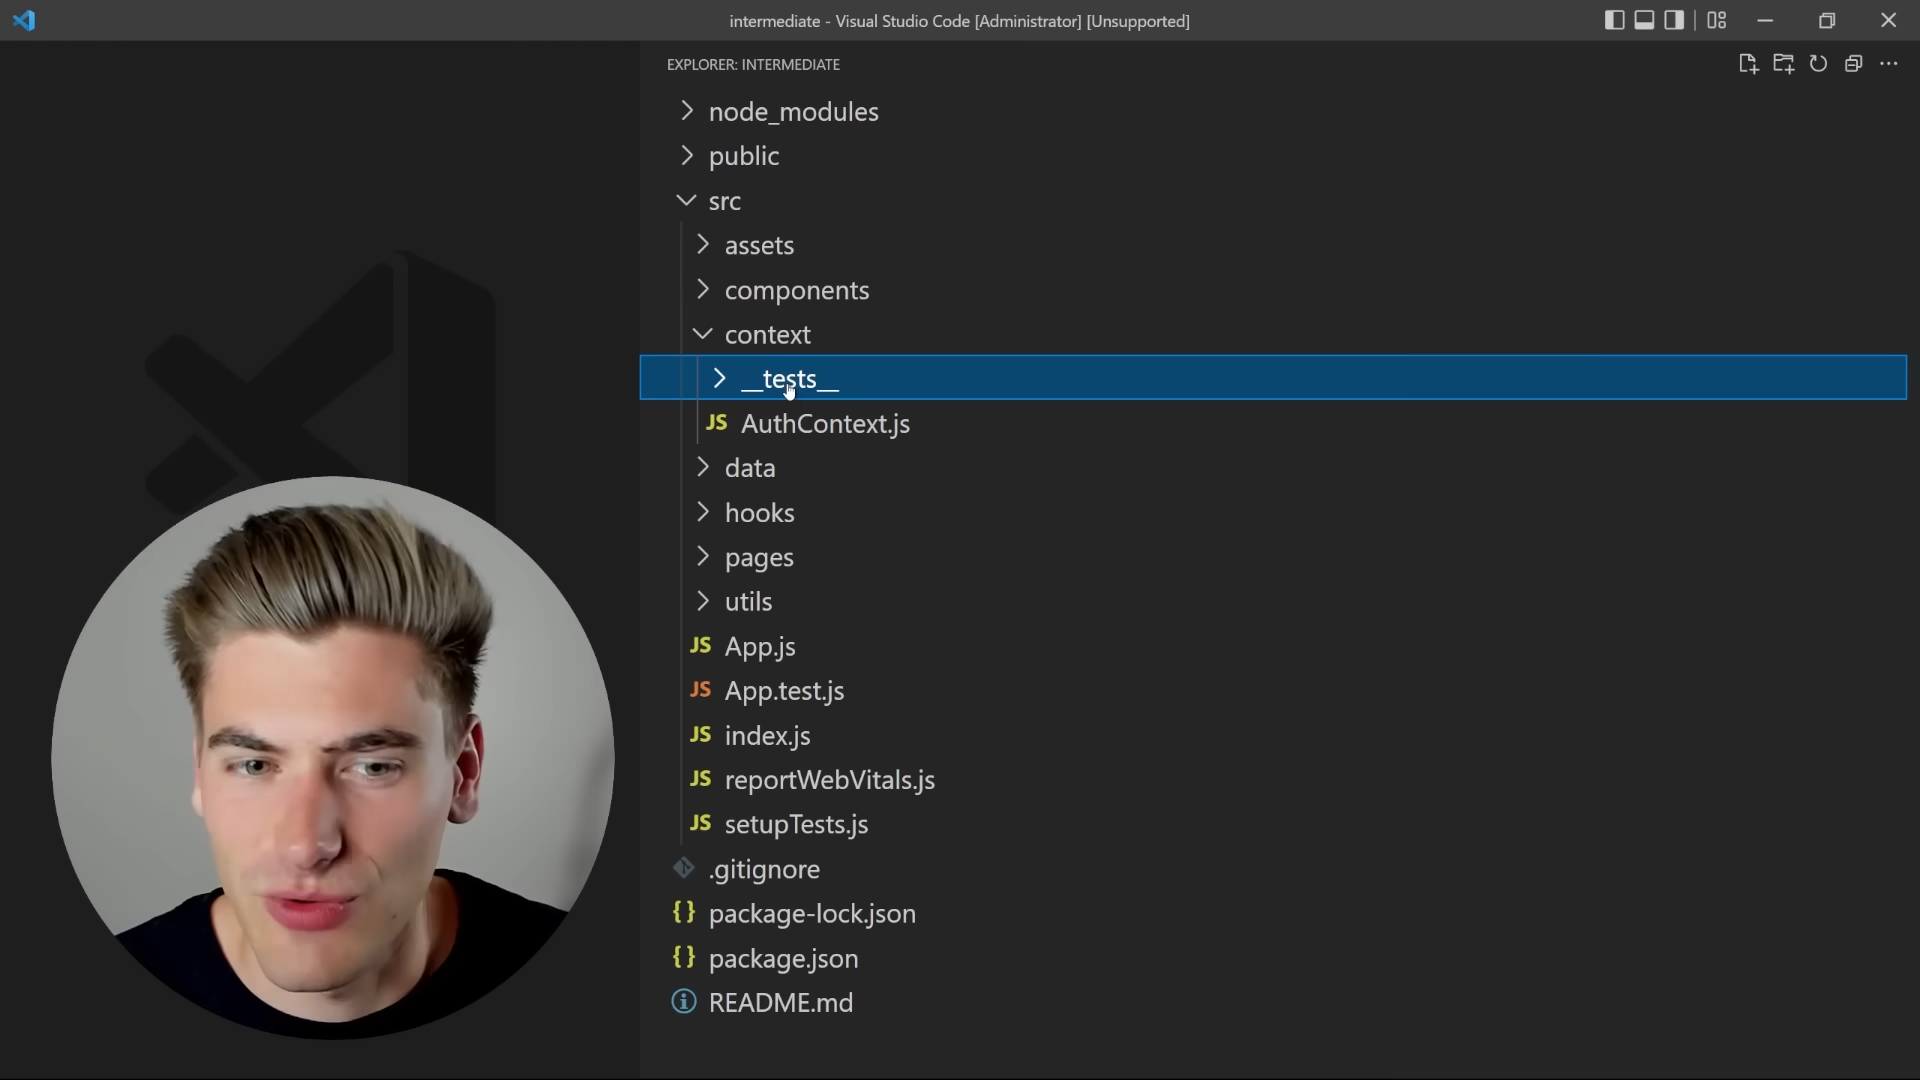 intermediate - Visual Studio Code [Administrator] [Unsupported]
EXPLORER: INTERMEDIATE
node_modules
public
src
assets
components
context
__tests__
JS AuthContext.js
data
hooks
pages
utils
JS App.js
JS App.test.js
JS index.js
JS reportWebVitals.js
JS setupTests.js
.gitignore
{} package-lock.json
{} package.json
README.md